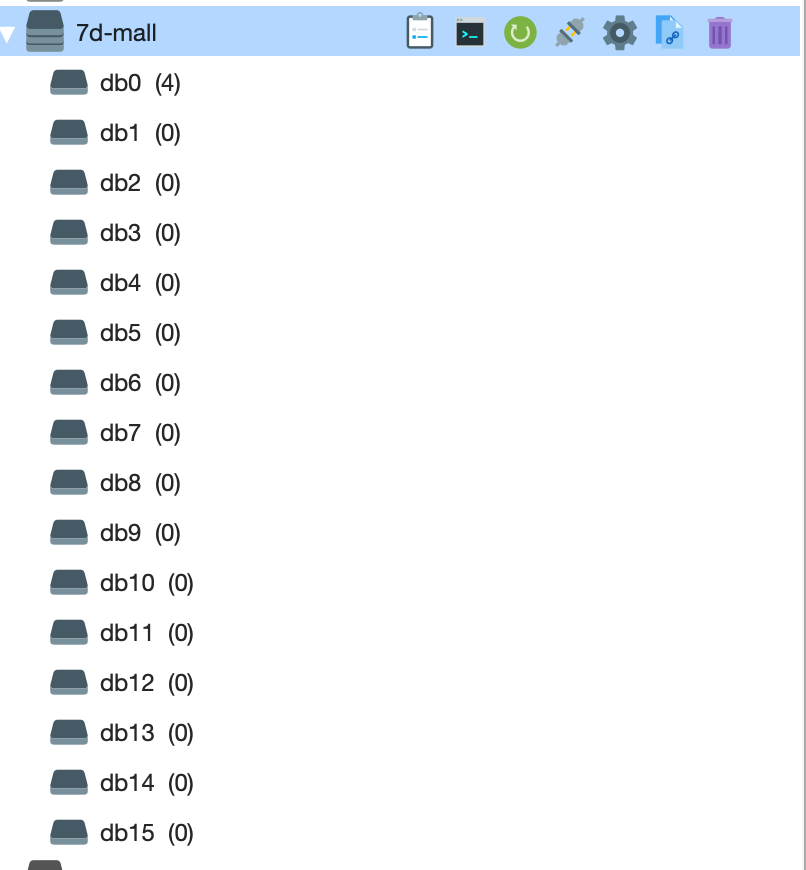 7d-mall
db0 (4)
db1 (0)
db2 (0)
db3 (0)
db4 (0)
db5 (0)
db6 (0)
db7 (0)
db8 (0)
db9 (0)
db10 (0)
db11 (0)
db12 (0)
db13 (0)
db14 (0)
db15 (0)